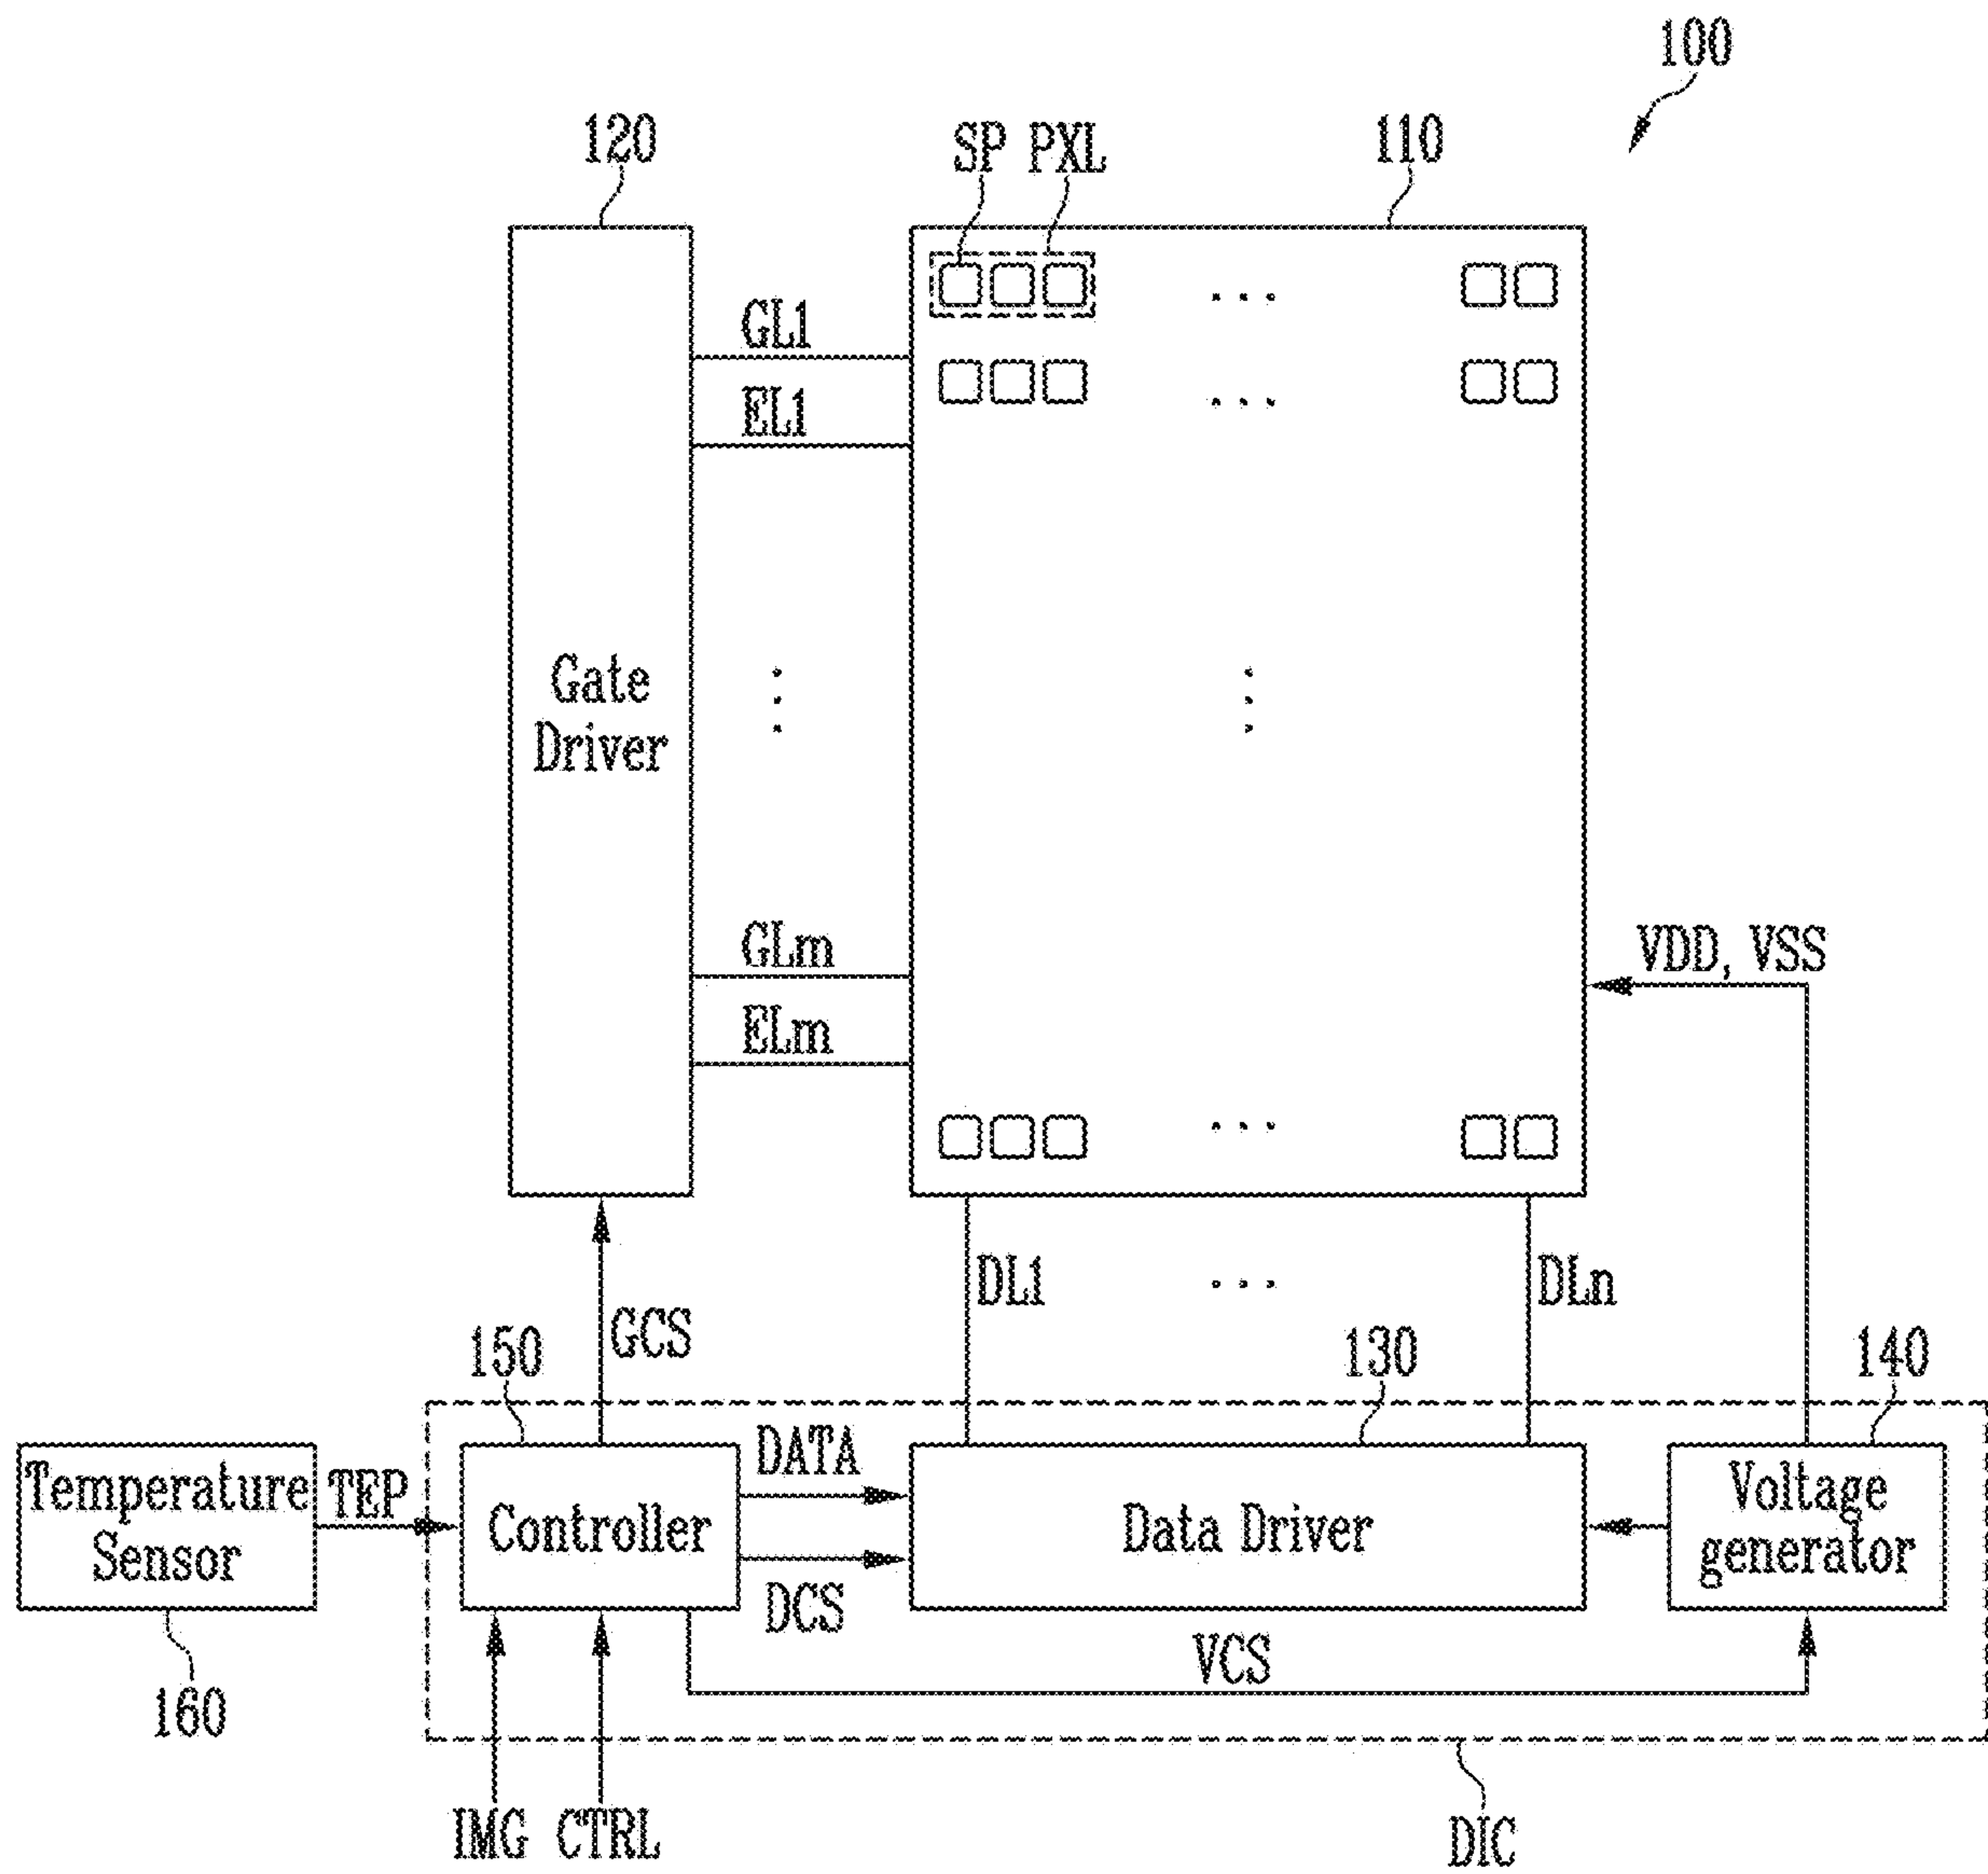 100
120
SP PXL
110
GL1
EL1
Gate
Driver
GLm
ELm
VDD, VSS
DL1
DLn
GCS
150
130
140
Temperature
Sensor
TEP
Controller
DATA
DCS
Data Driver
Voltage
generator
VCS
160
IMG CTRL
DIC